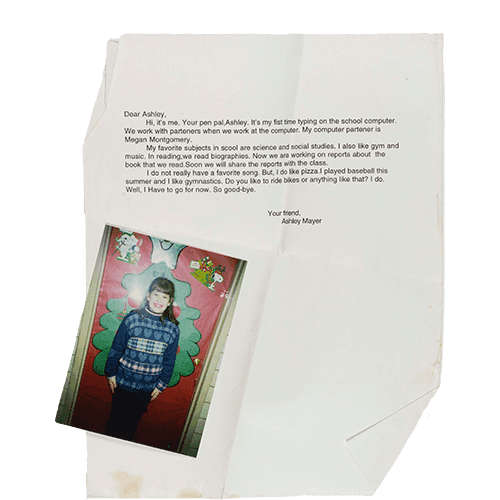 Dear Ashley,
Hi, it's me. Your pen pal,Ashley. It's my fist time typing on the school computer.
We work with parteners when we work at the computer. My computer partener is
Megan Montgomery.
My favorite subjects in scool are science and social studies. I also like gym and
music. In reading,we read biographies. Now we are working on reports about the
book that we read.Soon we will share the reports with the class.
I do not really have a favorite song. But, I do like pizza.I played baseball this
summer and I like gymnastics. Do you like to ride bikes or anything like that? I do.
Well, I Have to go for now. So good-bye.
Your friend,
Ashley Mayer